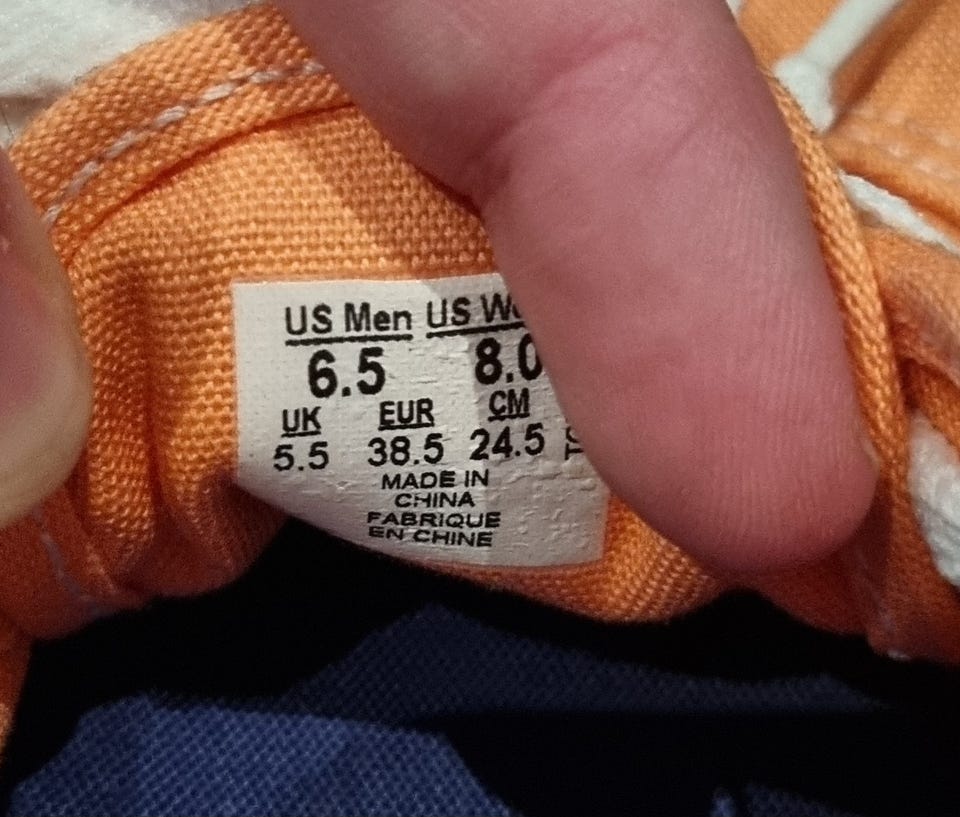 US Men US
6.5 8.0
UK EUR CM
5.5 38.5 24.5
MADE IN
CHINA
FABRIQUE
EN CHINE